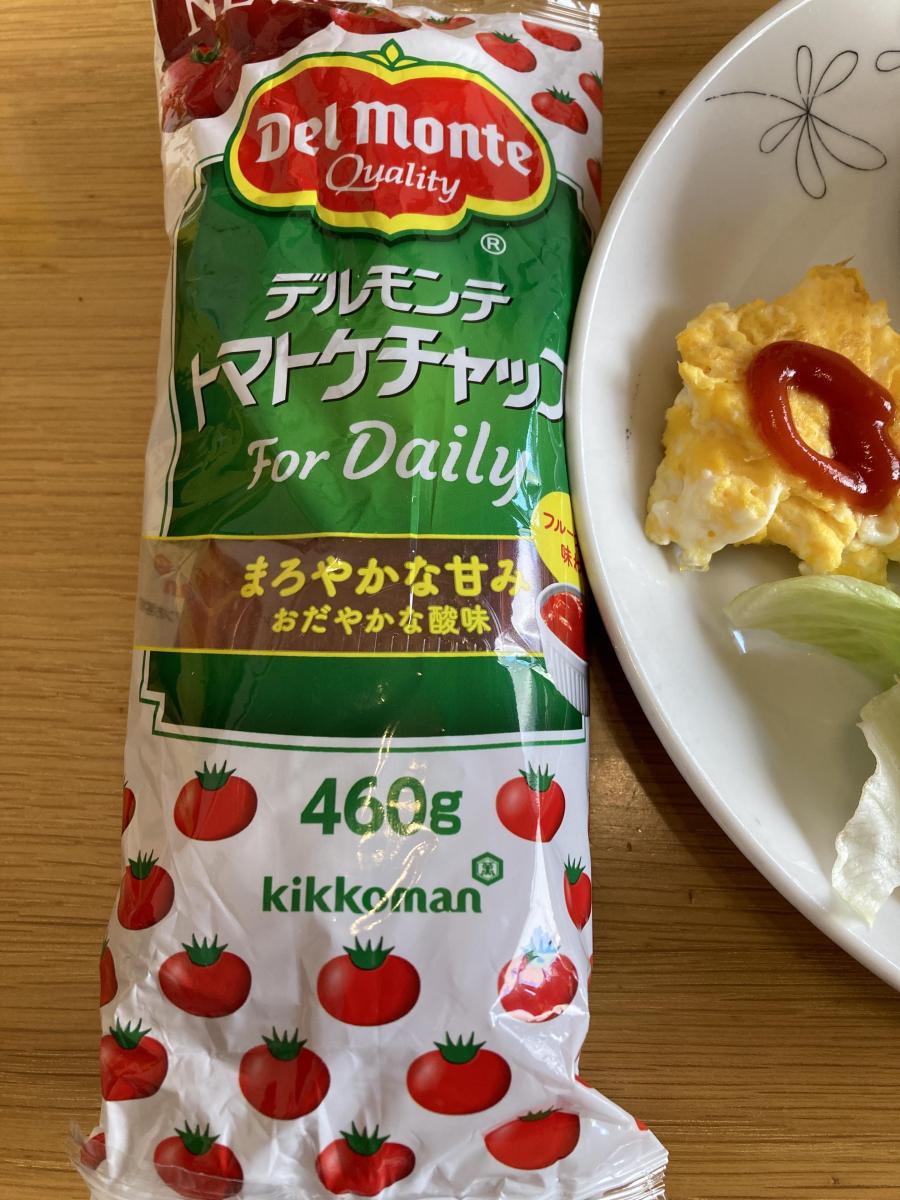 Del Monte
Quality
®
デルモンテ
トマトケチャップ
For Daily
まろやかな甘み
おだやかな酸味
460g
kikkoman